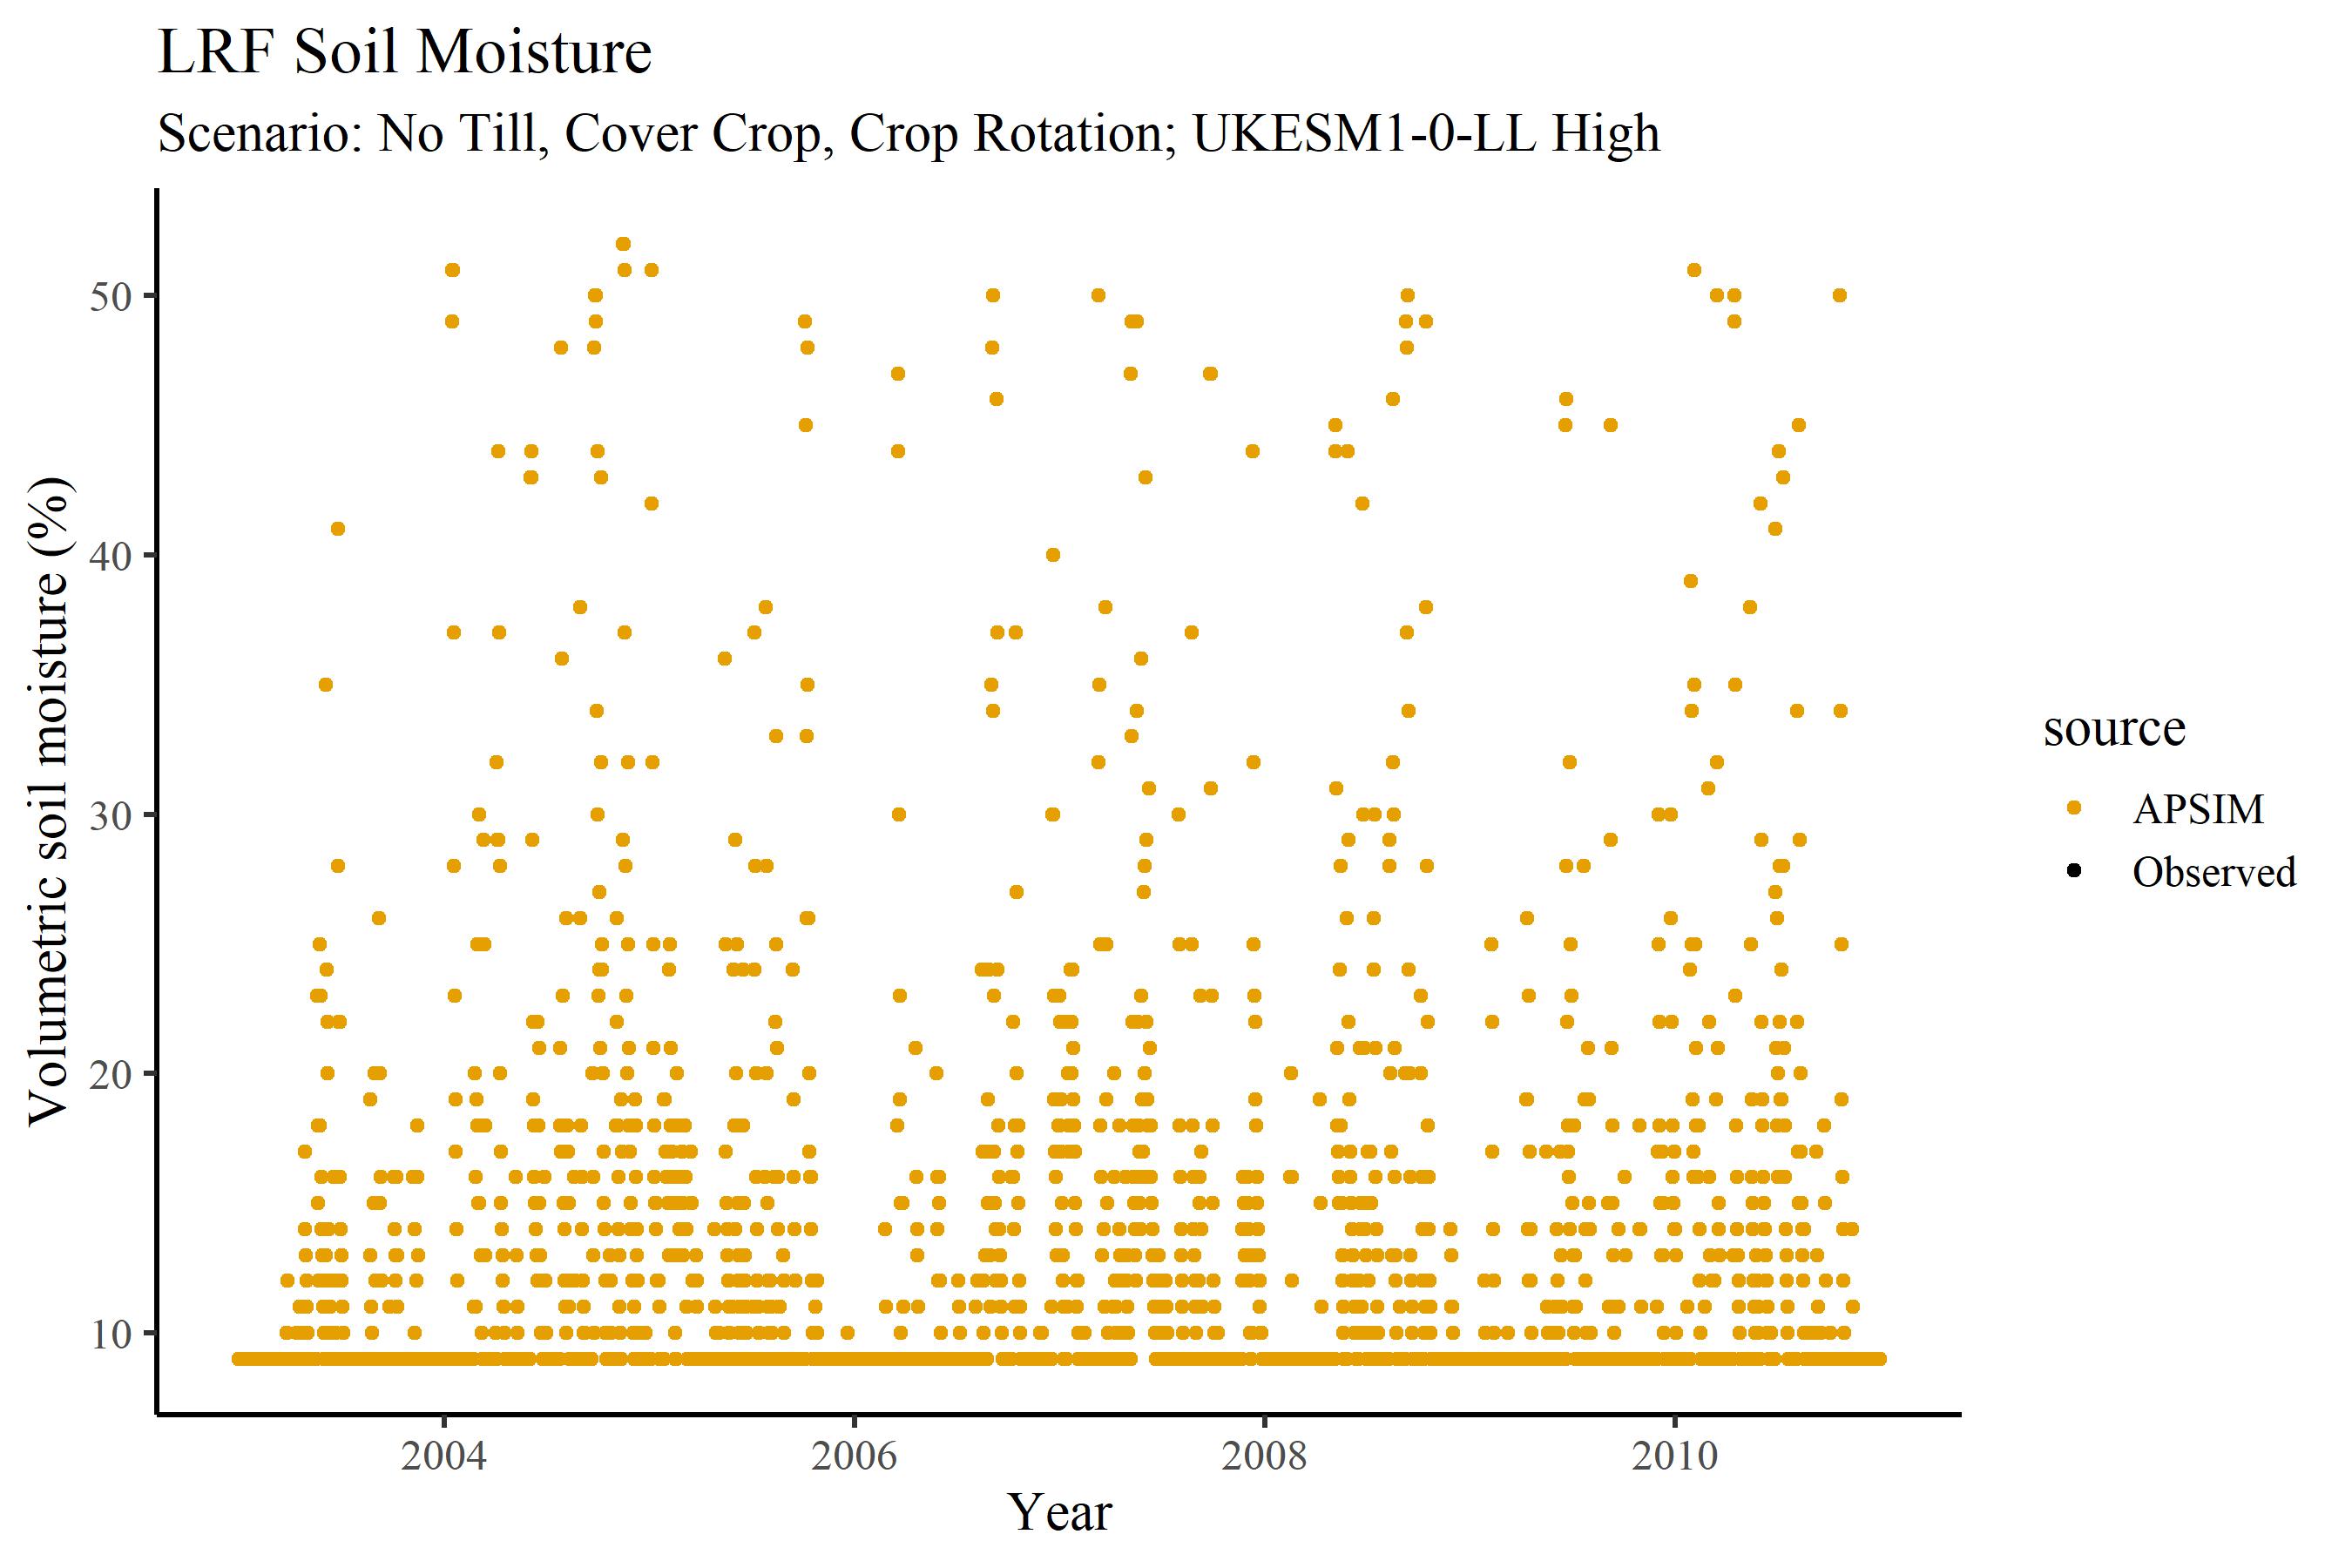 LRF Soil Moisture
Scenario: No Till, Cover Crop, Crop Rotation; UKESM1-0-LL High
Volumetric soil moisture (%)
50
40
30
20
10
2004
2006
2008
2010
Year
source
APSIM
Observed